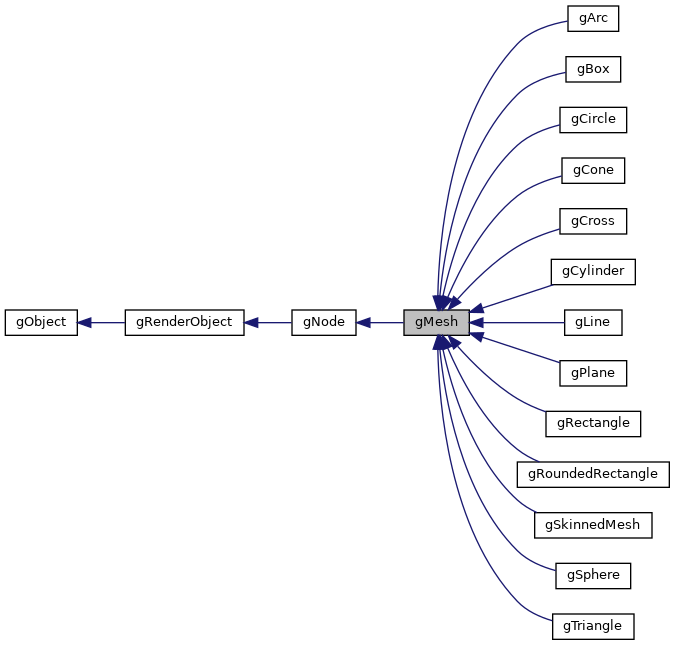 gArc
gBox
gCircle
gCone
gCross
gCylinder
gObject
gRenderObject
gNode
gMesh
gLine
gPlane
gRectangle
gRoundedRectangle
gSkinnedMesh
gSphere
gTriangle